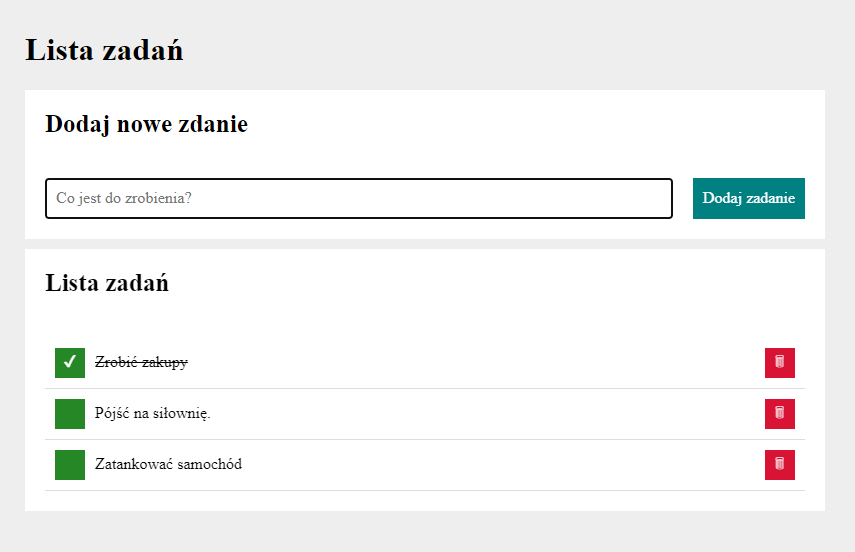 Lista zadań
Dodaj nowe zdanie
Co jest do zrobienia?
Dodaj zadanie
Lista zadań
Zrobić zakupy
Pójść na siłownię.
Zatankować samochód